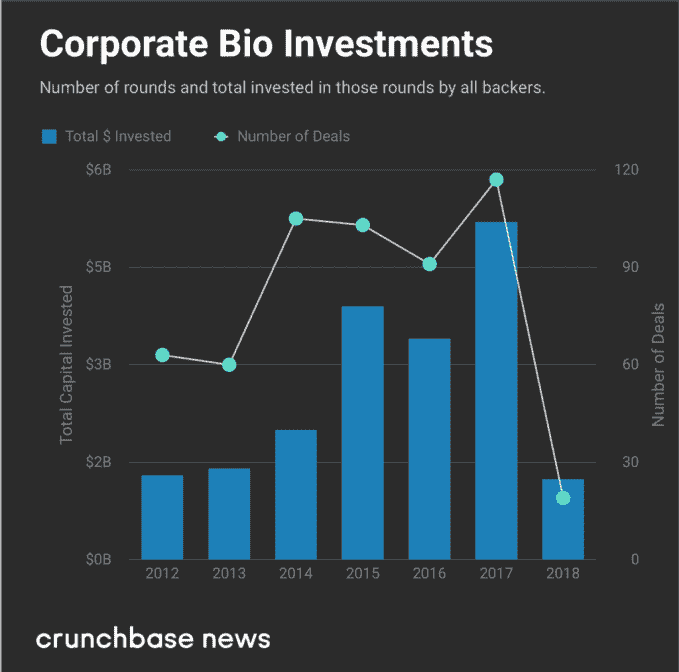 Corporate Bio Investments
Number of rounds and total invested in those rounds by all backers.
Total $ Invested Number of Deals
$6B 120
$5B 90
$3B 60
$2B 30
$0B 0
Total Capital Invested
Number of Deals
2012 2013 2014 2015 2016 2017 2018
crunchbase news